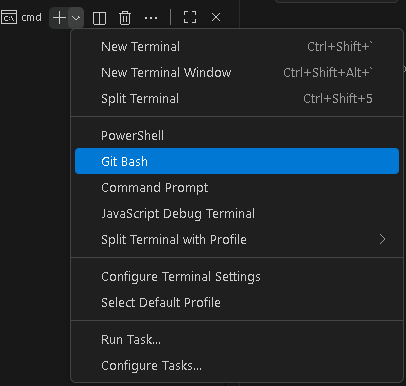 cmd
New Terminal Ctrl+Shift+`
New Terminal Window Ctrl+Shift+Alt+`
Split Terminal Ctrl+Shift+5
PowerShell
Git Bash
Command Prompt
JavaScript Debug Terminal
Split Terminal with Profile
Configure Terminal Settings
Select Default Profile
Run Task...
Configure Tasks...